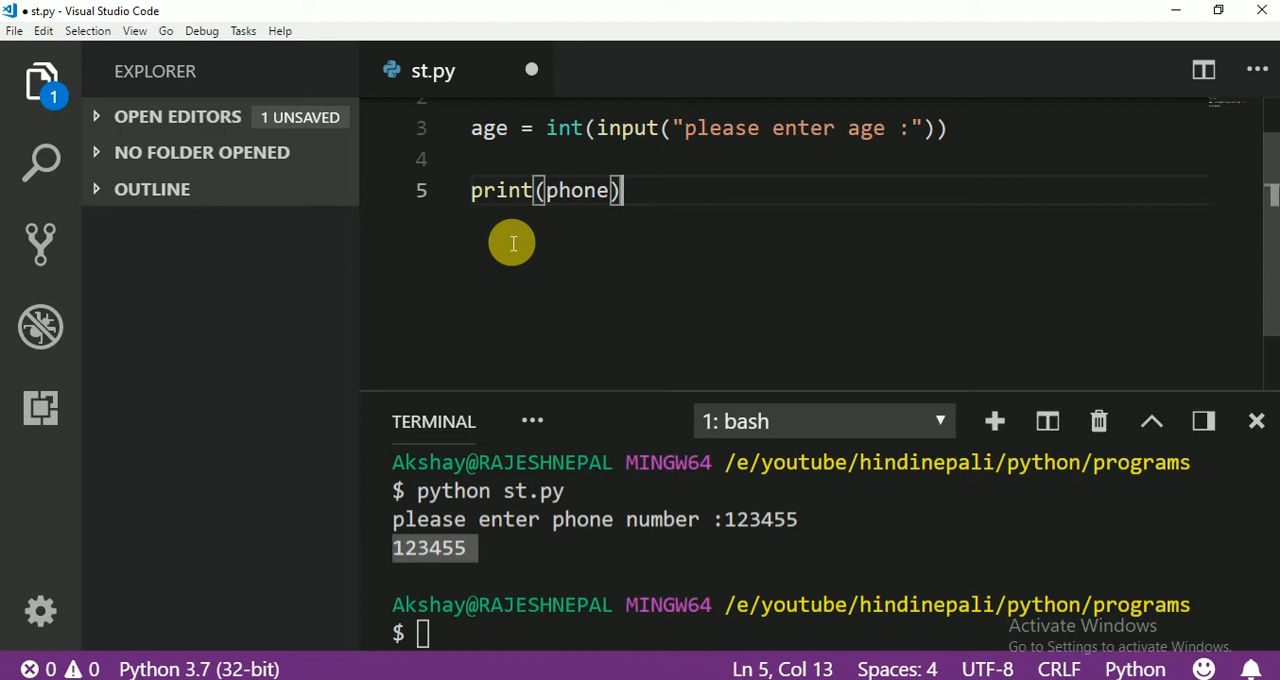 ● st.py - Visual Studio Code
File Edit Selection View Go Debug Tasks Help
EXPLORER
st.py
1
OPEN EDITORS 1 UNSAVED
NO FOLDER OPENED
OUTLINE
2
3 age = int(input("please enter age :"))
4
5 print(phone)
TERMINAL ••• 1: bash
Akshay@RAJESHNEPAL MINGW64 /e/youtube/hindinepali/python/programs
$ python st.py
please enter phone number :123455
123455
Akshay@RAJESHNEPAL MINGW64 /e/youtube/hindinepali/python/programs
$
Activate Windows
Go to Settings to activate Windows.
0 0 Python 3.7 (32-bit) Ln 5, Col 13 Spaces: 4 UTF-8 CRLF Python